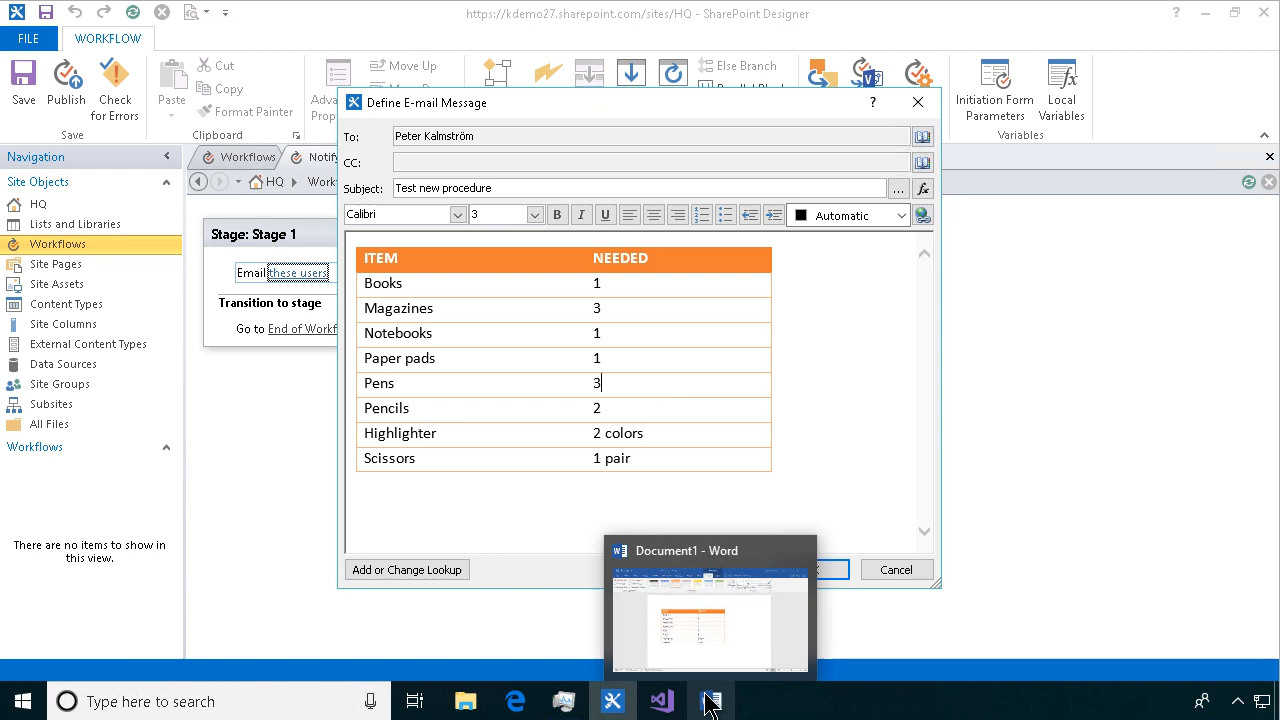 https://kdemo27.sharepoint.com/sites/HQ - SharePoint Designer
FILE
WORKFLOW
Save
Publish
Check
for Errors
Save
Paste
Cut
Copy
Format Painter
Clipboard
Move Up
Else Branch
Initiation Form
Parameters
Local
Variables
Variables
Define E-mail Message
To:
Peter Kalmström
CC:
Subject:
Test new procedure
Calibri
3
B
I
U
Automatic
ITEM NEEDED
Books 1
Magazines 3
Notebooks 1
Paper pads 1
Pens 3
Pencils 2
Highlighter 2 colors
Scissors 1 pair
Add or Change Lookup
Cancel
Navigation
Site Objects
HQ
Lists and Libraries
Workflows
Site Pages
Site Assets
Content Types
Site Columns
External Content Types
Data Sources
Site Groups
Subsites
All Files
Workflows
There are no items to show in
this view.
Workflows
Notify
HQ
Work
Stage: Stage 1
Email these users
Transition to stage
Go to End of Workf
Document1 - Word
Type here to search